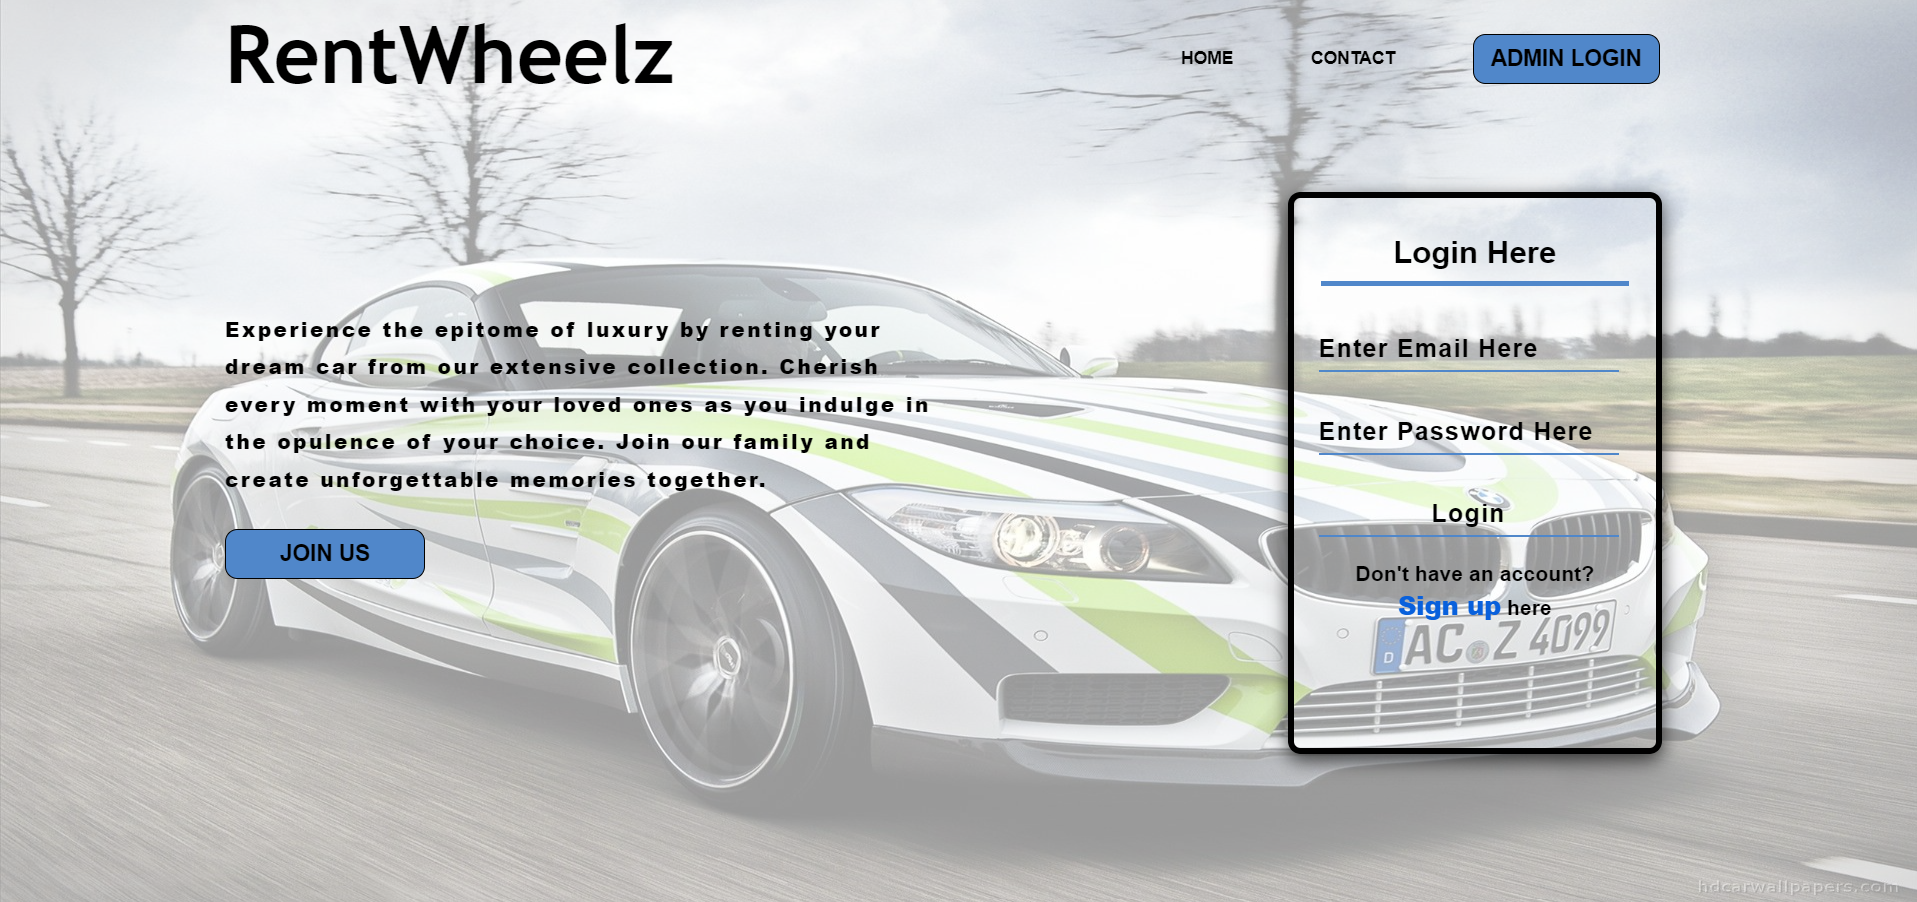 RentWheelz
HOME
CONTACT
ADMIN LOGIN
Login Here
Experience the epitome of luxury by renting your
dream car from our extensive collection. Cherish
every moment with your loved ones as you indulge in
the opulence of your choice. Join our family and
create unforgettable memories together.
JOIN US
Enter Email Here
Enter Password Here
Login
Don't have an account?
Sign up here
AC Z 4099
D
hdcarwallpapers.com